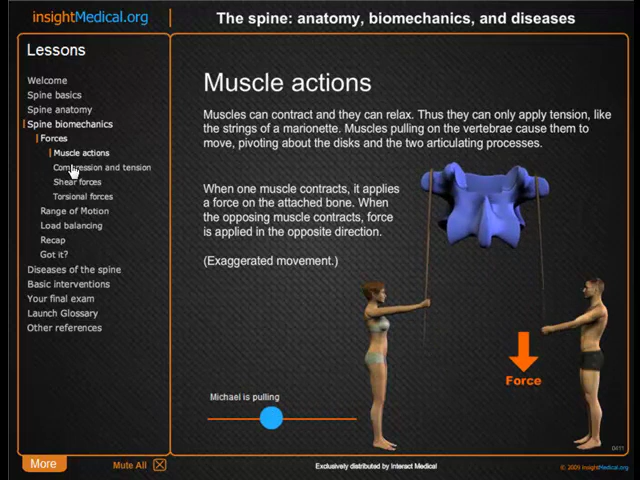 insightMedical.org
The spine: anatomy, biomechanics, and diseases
Lessons
Welcome
Spine basics
Spine anatomy
Spine biomechanics
Forces
Muscle actions
Compression and tension
Shear forces
Torsional forces
Range of Motion
Load balancing
Recap
Got it?
Diseases of the spine
Basic interventions
Your final exam
Launch Glossary
Other references
Muscle actions
Muscles can contract and they can relax. Thus they can only apply tension, like
the strings of a marionette. Muscles pulling on the vertebrae cause them to
move, pivoting about the disks and the two articulating processes.
When one muscle contracts, it applies
a force on the attached bone. When
the opposing muscle contracts, force
is applied in the opposite direction.
(Exaggerated movement.)
Force
Michael is pulling
0411
More
Mute All
Exclusively distributed by Interact Medical
© 2009 insightMedical.org